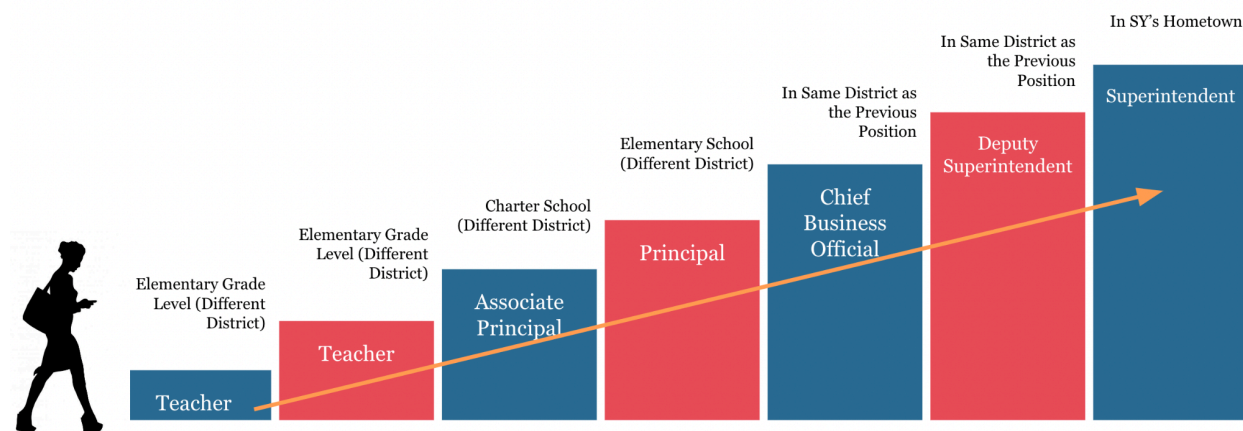 Elementary Grade
Level (Different
District)
Teacher
Elementary Grade
Level (Different
District)
Teacher
Charter School
(Different District)
Associate
Principal
Elementary School
(Different District)
Principal
In Same District as
the Previous
Position
Chief
Business
Official
In Same District as
the Previous
Position
Deputy
Superintendent
In SY's Hometown
Superintendent